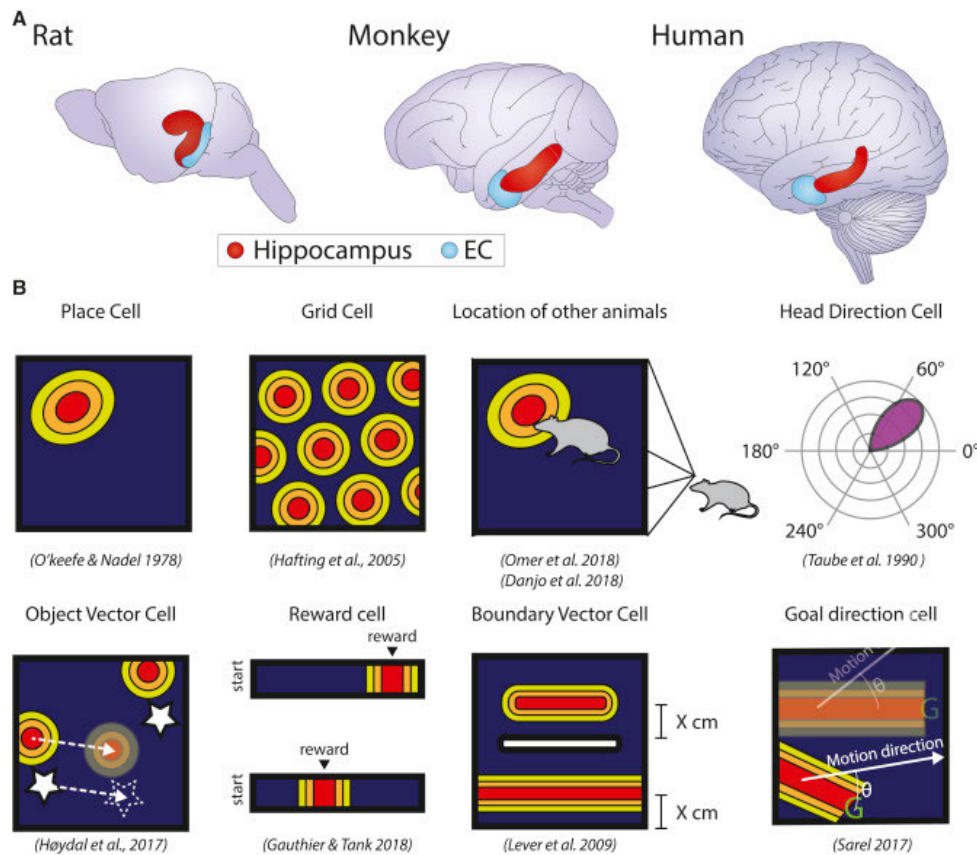 A
Rat
Monkey
Human
Hippocampus
EC
B
Place Cell
Grid Cell
Location of other animals
Head Direction Cell
120°
60°
180°
0°
240°
300°
(O'keefe & Nadel 1978)
(Hafting et al., 2005)
(Omer et al. 2018)
(Danjo et al. 2018)
(Taube et al. 1990 )
Object Vector Cell
Reward cell
Boundary Vector Cell
Goal direction cell
reward
start
reward
start
X cm
X cm
Motion
θ
G
Motion direction
θ
G
(Høydal et al., 2017)
(Gauthier & Tank 2018)
(Lever et al. 2009)
(Sarel 2017)